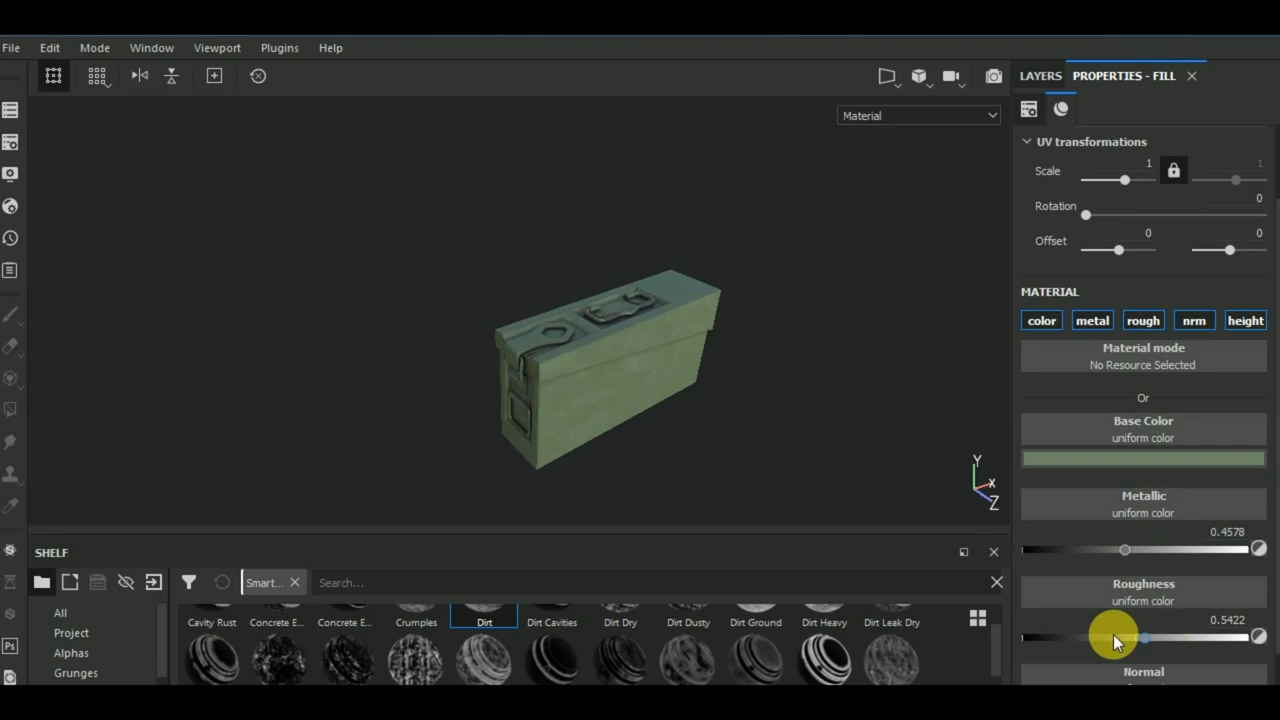 File Edit Mode Window Viewport Plugins Help
LAYERS PROPERTIES - FILL
Material
UV transformations
Scale 1 1
Rotation 0
Offset 0 0
MATERIAL
color metal rough nrm height
Material mode
No Resource Selected
Or
Base Color
uniform color
Metallic
uniform color
0.4578
Roughness
uniform color
0.5422
Normal
Y
X
Z
SHELF
Smart... Search...
All
Project
Alphas
Grunges
Cavity Rust Concrete E... Concrete E... Crumples Dirt Dirt Cavities Dirt Dry Dirt Dusty Dirt Ground Dirt Heavy Dirt Leak Dry
Ps